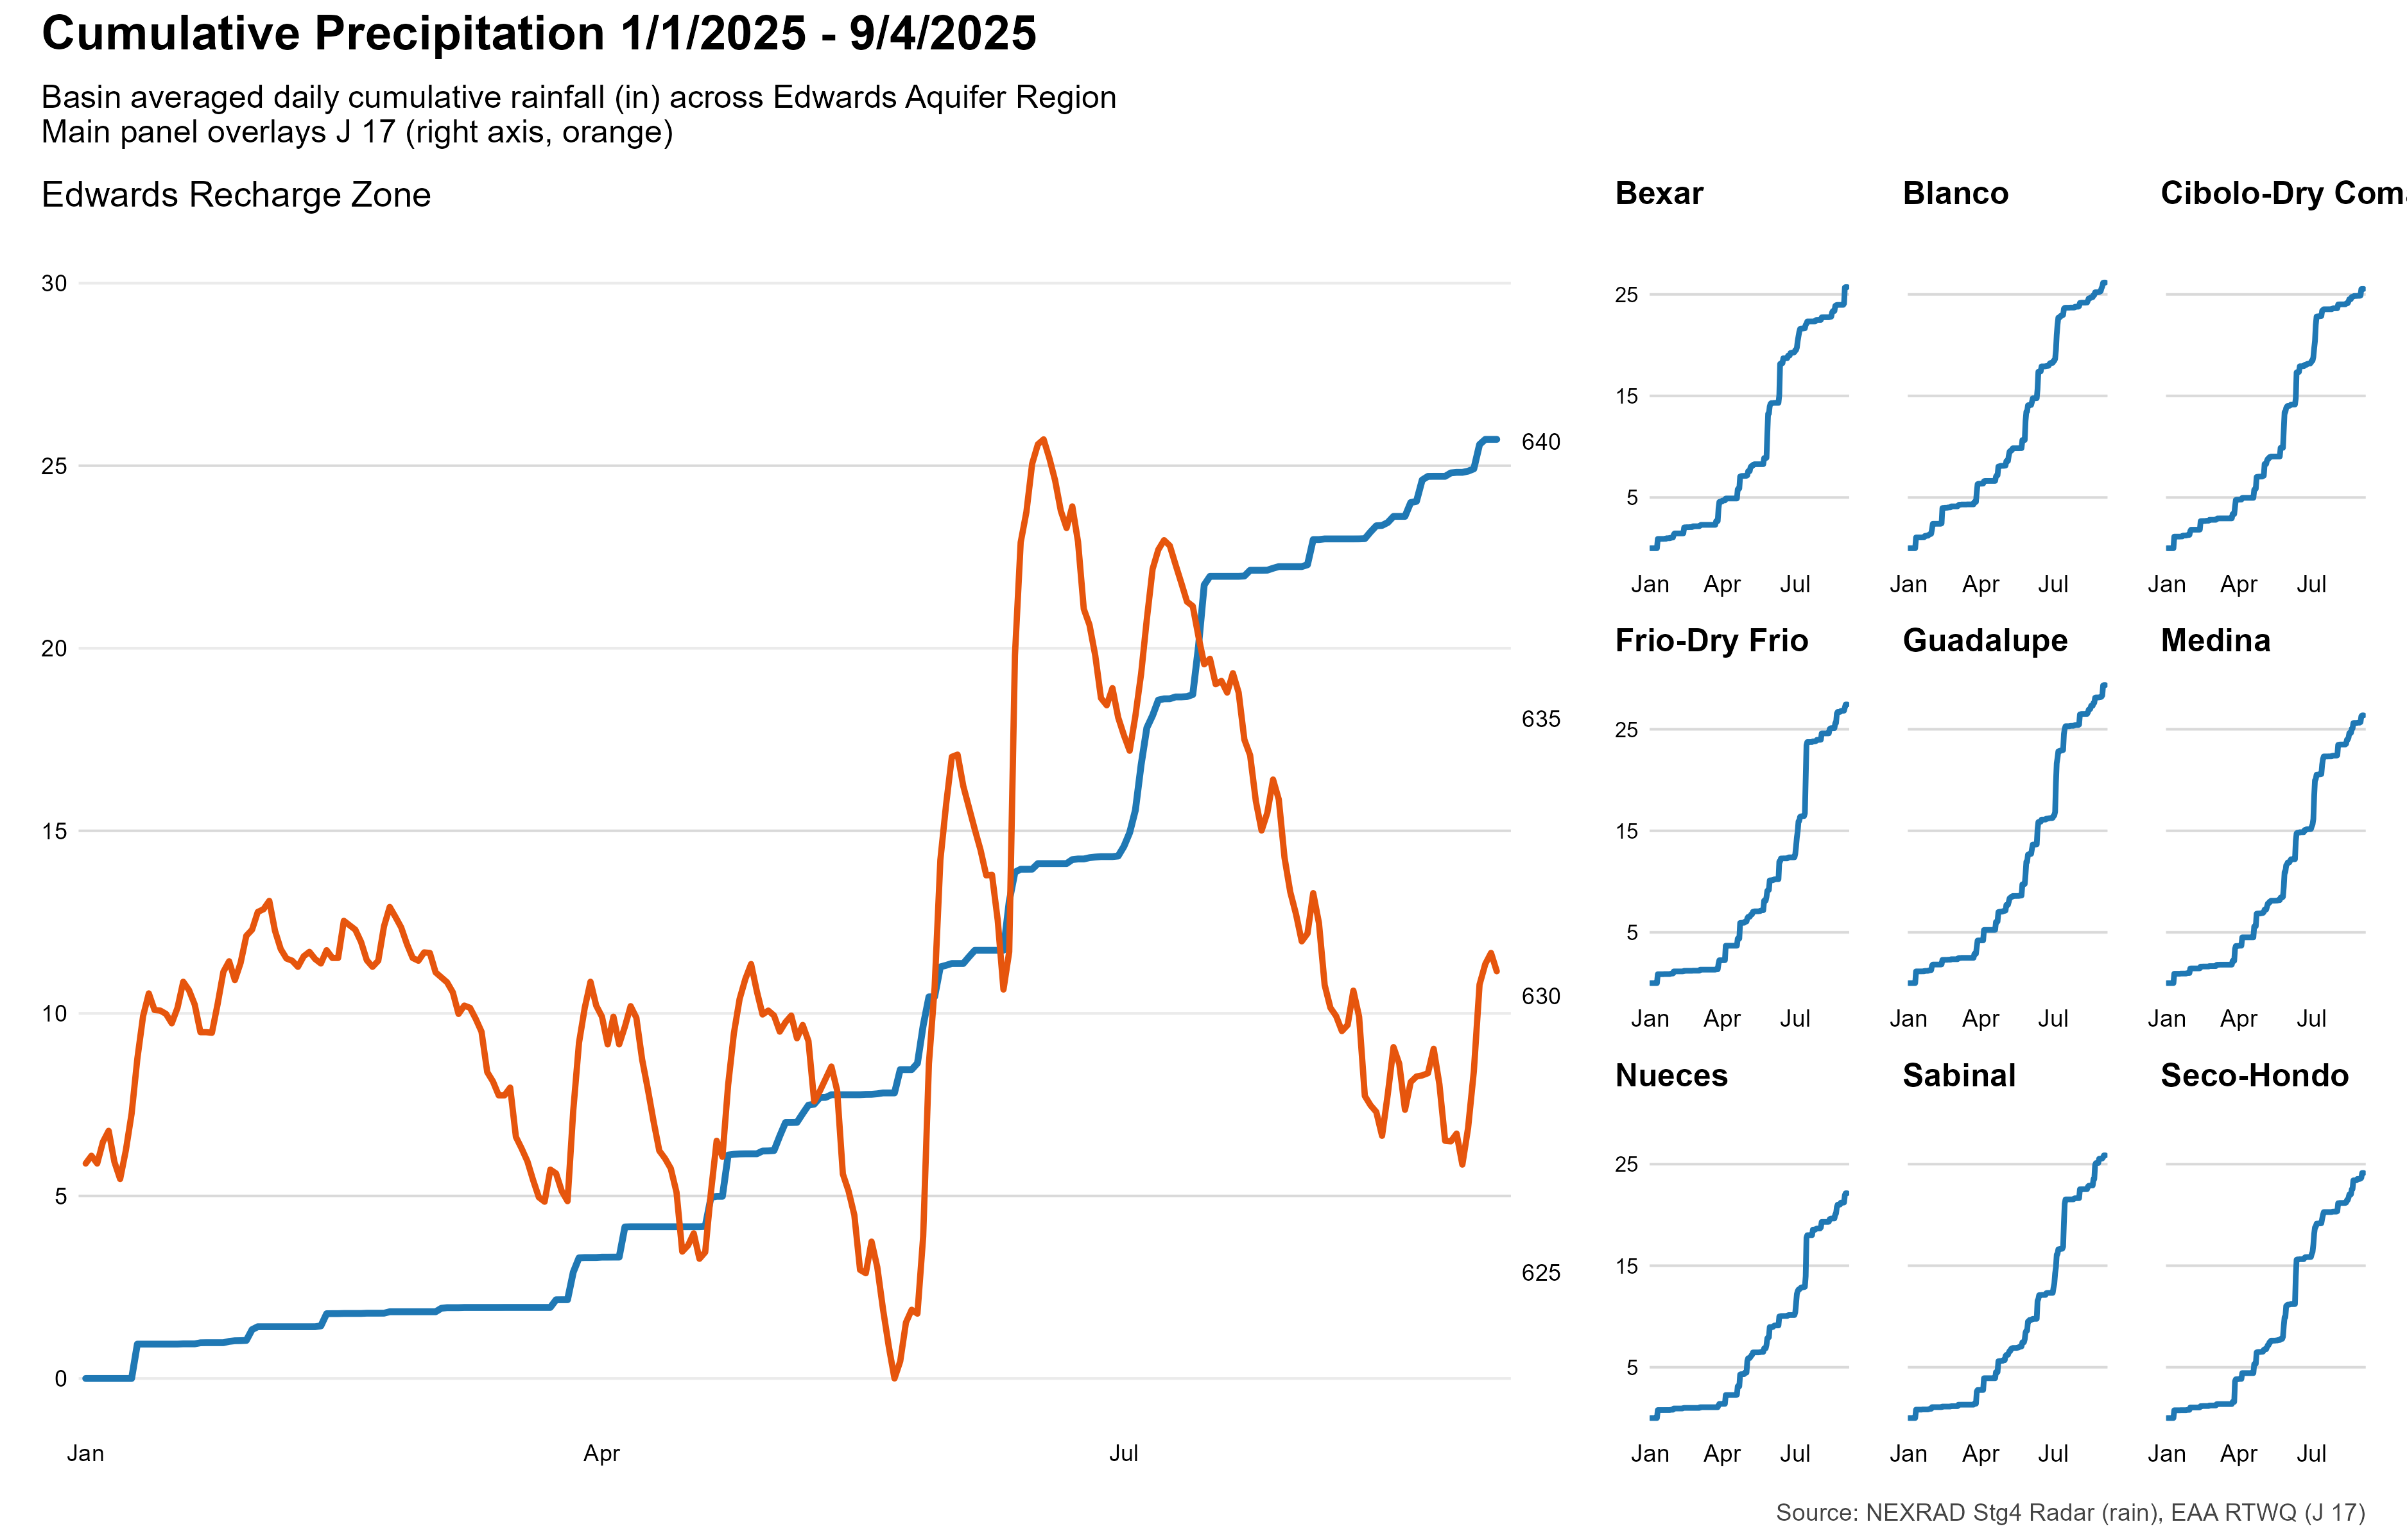 Cumulative Precipitation 1/1/2025 - 9/4/2025
Basin averaged daily cumulative rainfall (in) across Edwards Aquifer Region
Main panel overlays J 17 (right axis, orange)
Edwards Recharge Zone
30
25
20
15
10
5
0
640
635
630
625
Jan Apr Jul
Bexar Blanco Cibolo-Dry Com
25
15
5
Jan Apr Jul Jan Apr Jul Jan Apr Jul
Frio-Dry Frio Guadalupe Medina
25
15
5
Jan Apr Jul Jan Apr Jul Jan Apr Jul
Nueces Sabinal Seco-Hondo
25
15
5
Jan Apr Jul Jan Apr Jul Jan Apr Jul
Source: NEXRAD Stg4 Radar (rain), EAA RTWQ (J 17)